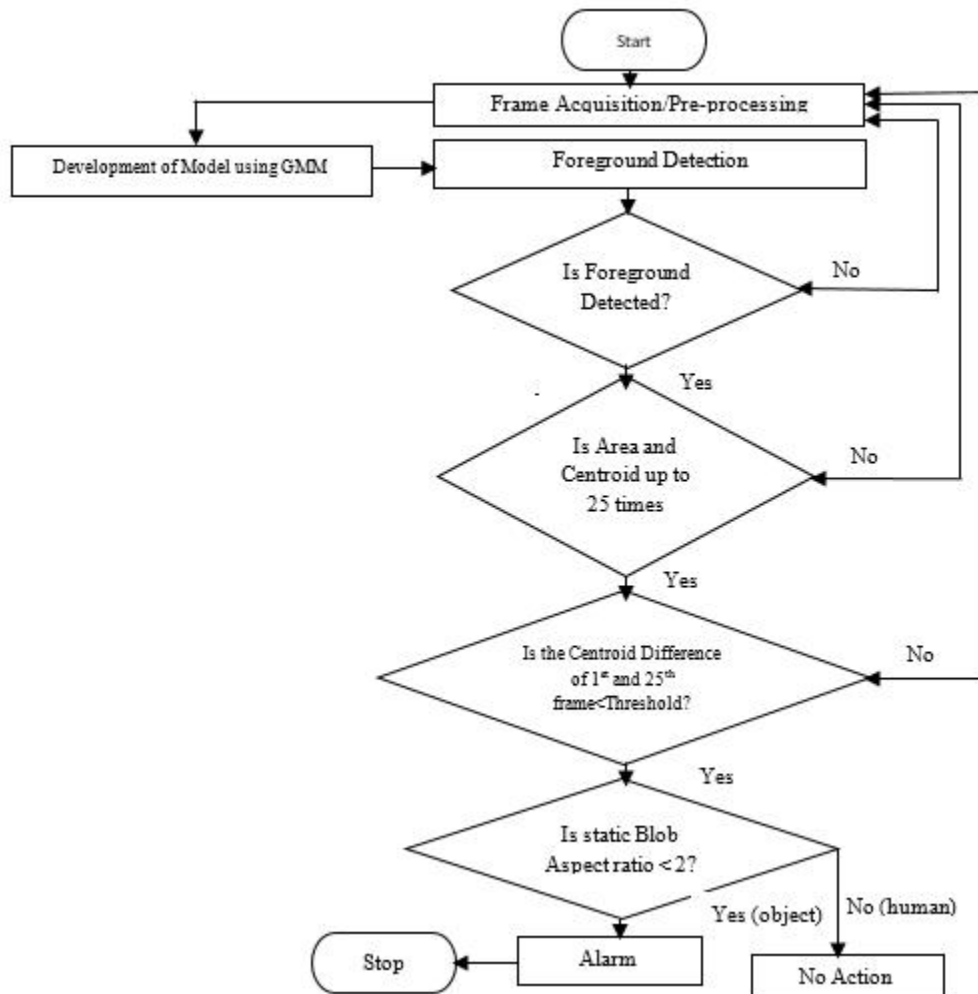 Start
Frame Acquisition/Pre-processing
Development of Model using GMM
Foreground Detection
Is Foreground
Detected?
No
Yes
Is Area and
Centroid up to
25 times
No
Yes
Is the Centroid Difference
of 1st and 25th
frame<Threshold?
No
Yes
Is static Blob
Aspect ratio < 2?
Yes (object)
No (human)
Alarm
Stop
No Action